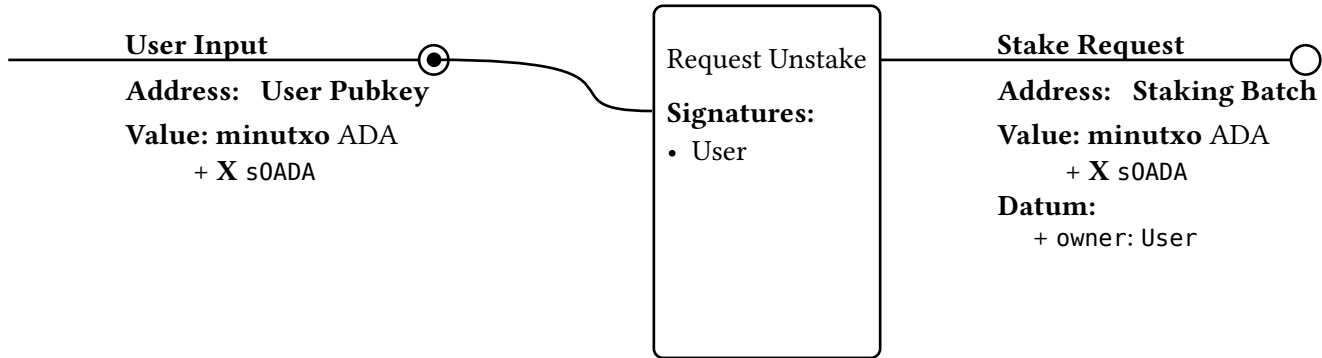 User Input
Address: User Pubkey
Value: minutxo ADA
+ X sOADA
Request Unstake
Signatures:
• User
Stake Request
Address: Staking Batch
Value: minutxo ADA
+ X sOADA
Datum:
+ owner: User